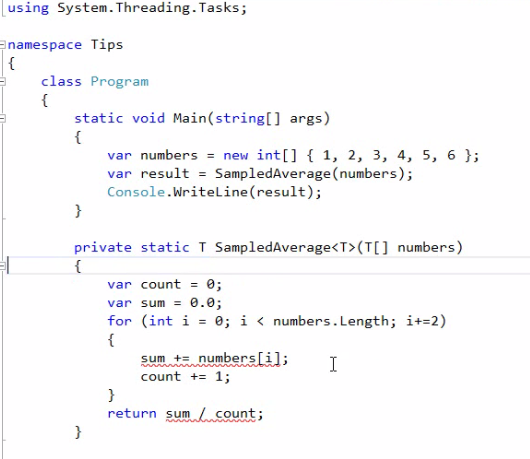 using System.Threading.Tasks;
namespace Tips
{
class Program
{
static void Main(string[] args)
{
var numbers = new int[] { 1, 2, 3, 4, 5, 6 };
var result = SampledAverage(numbers);
Console.WriteLine(result);
}
private static T SampledAverage<T>(T[] numbers)
{
var count = 0;
var sum = 0.0;
for (int i = 0; i < numbers.Length; i+=2)
{
sum += numbers[i];
count += 1;
}
return sum / count;
}